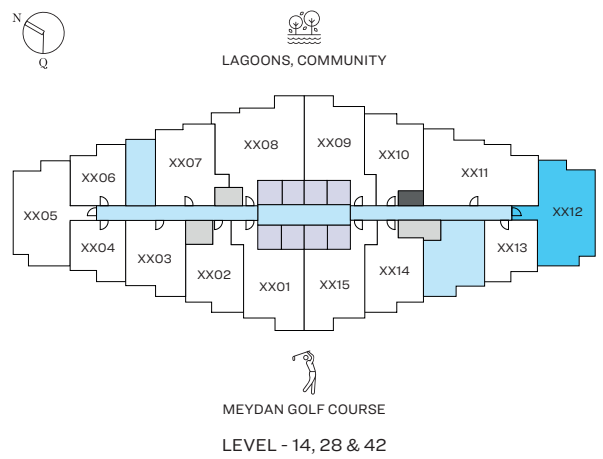 N
Q
LAGOONS, COMMUNITY
XX08
XX09
XX07
XX10
XX06
XX11
XX05
XX12
XX04
XX03
XX13
XX02
XX14
XX01
XX15
MEYDAN GOLF COURSE
LEVEL - 14, 28 & 42